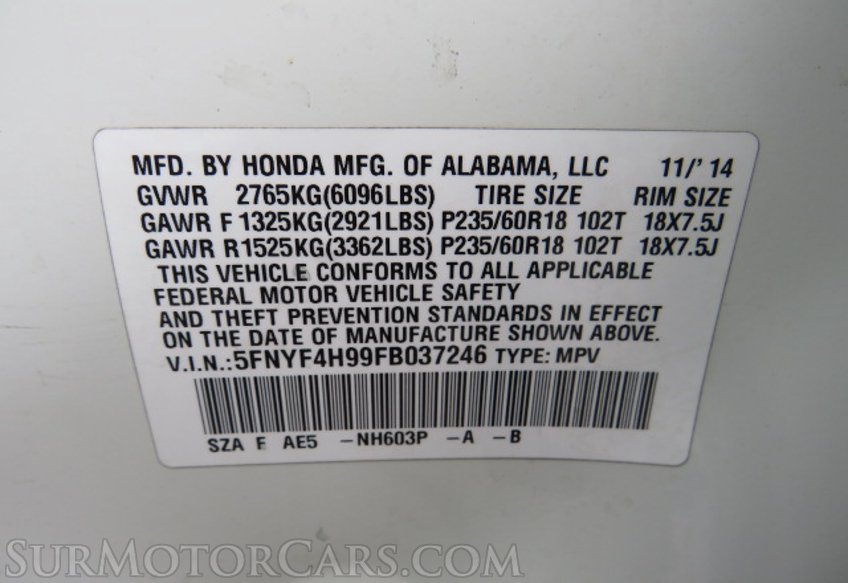 MFD. BY HONDA MFG. OF ALABAMA, LLC 11/' 14
GVWR 2765KG(6096LBS) TIRE SIZE RIM SIZE
GAWR F 1325KG(2921LBS) P235/60R18 102T 18X7.5J
GAWR R 1525KG(3362LBS) P235/60R18 102T 18X7.5J
THIS VEHICLE CONFORMS TO ALL APPLICABLE
FEDERAL MOTOR VEHICLE SAFETY
AND THEFT PREVENTION STANDARDS IN EFFECT
ON THE DATE OF MANUFACTURE SHOWN ABOVE.
V.I.N.:5FNYF4H99FB037246 TYPE: MPV
SZA E AE5 -NH603P -A -B
SurMotorCars.com